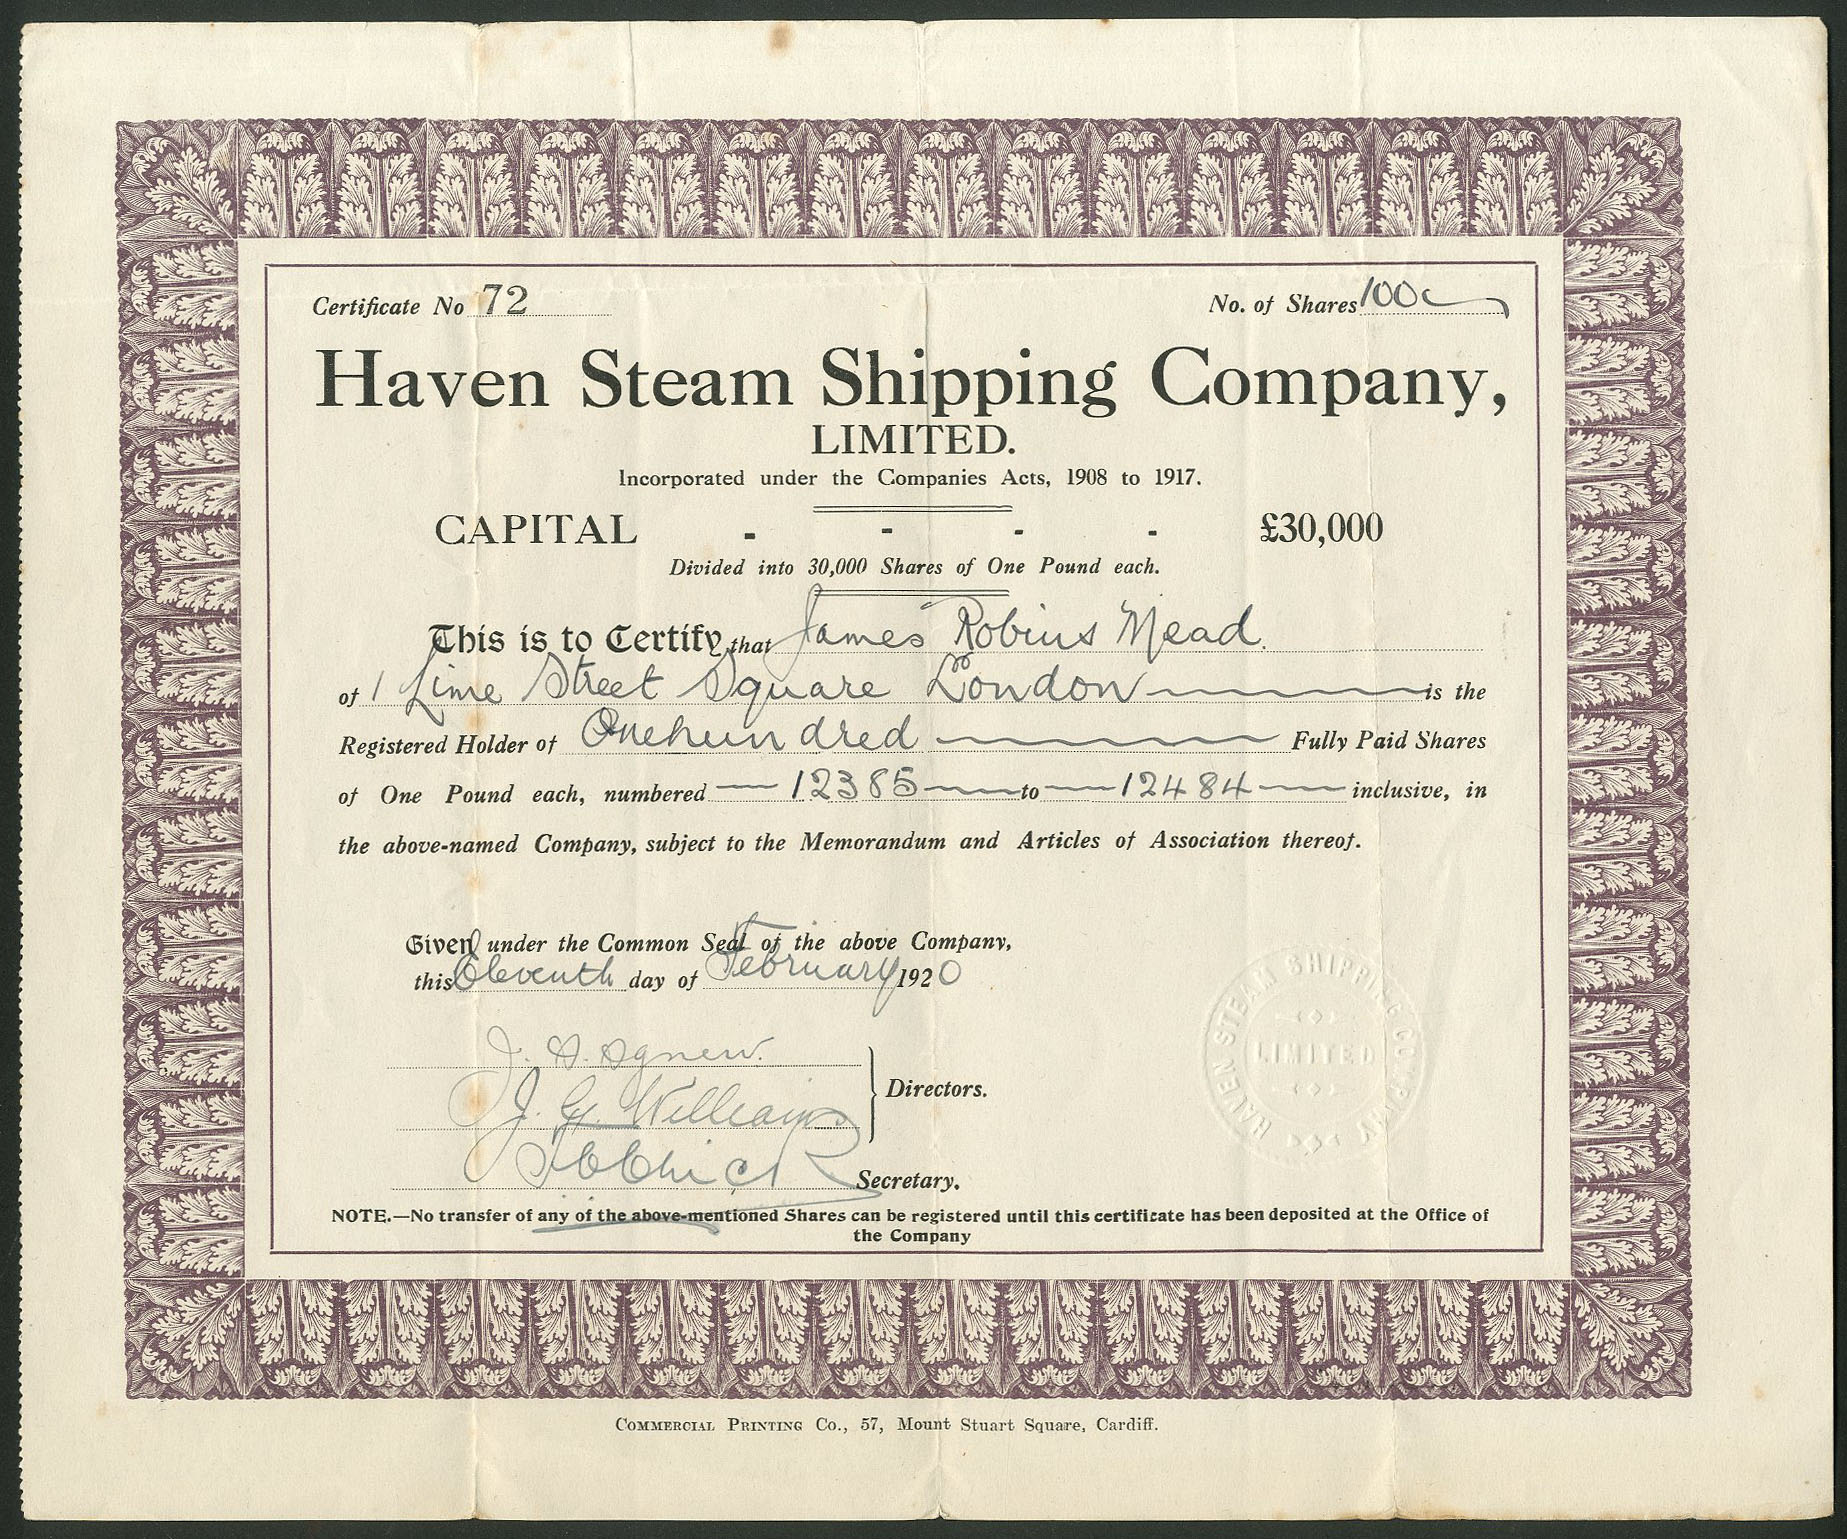 Certificate No 72 No. of Shares 100
Haven Steam Shipping Company,
LIMITED.
Incorporated under the Companies Acts, 1908 to 1917.
CAPITAL - - - - £30,000
Divided into 30,000 Shares of One Pound each.
This is to Certify that James Robins Mead.
of 1 Lime Street Square London is the
Registered Holder of One hundred Fully Paid Shares
of One Pound each, numbered 12385 to 12484 inclusive, in
the above-named Company, subject to the Memorandum and Articles of Association thereof.
Given under the Common Seal of the above Company,
this Eleventh day of February 1920
J. A. Agnew.
Directors.
J. G. Williams
Secretary.
HAVEN STEAM SHIPPING COMPANY
LIMITED
NOTE.—No transfer of any of the above-mentioned Shares can be registered until this certificate has been deposited at the Office of
the Company
COMMERCIAL PRINTING Co., 57, Mount Stuart Square, Cardiff.